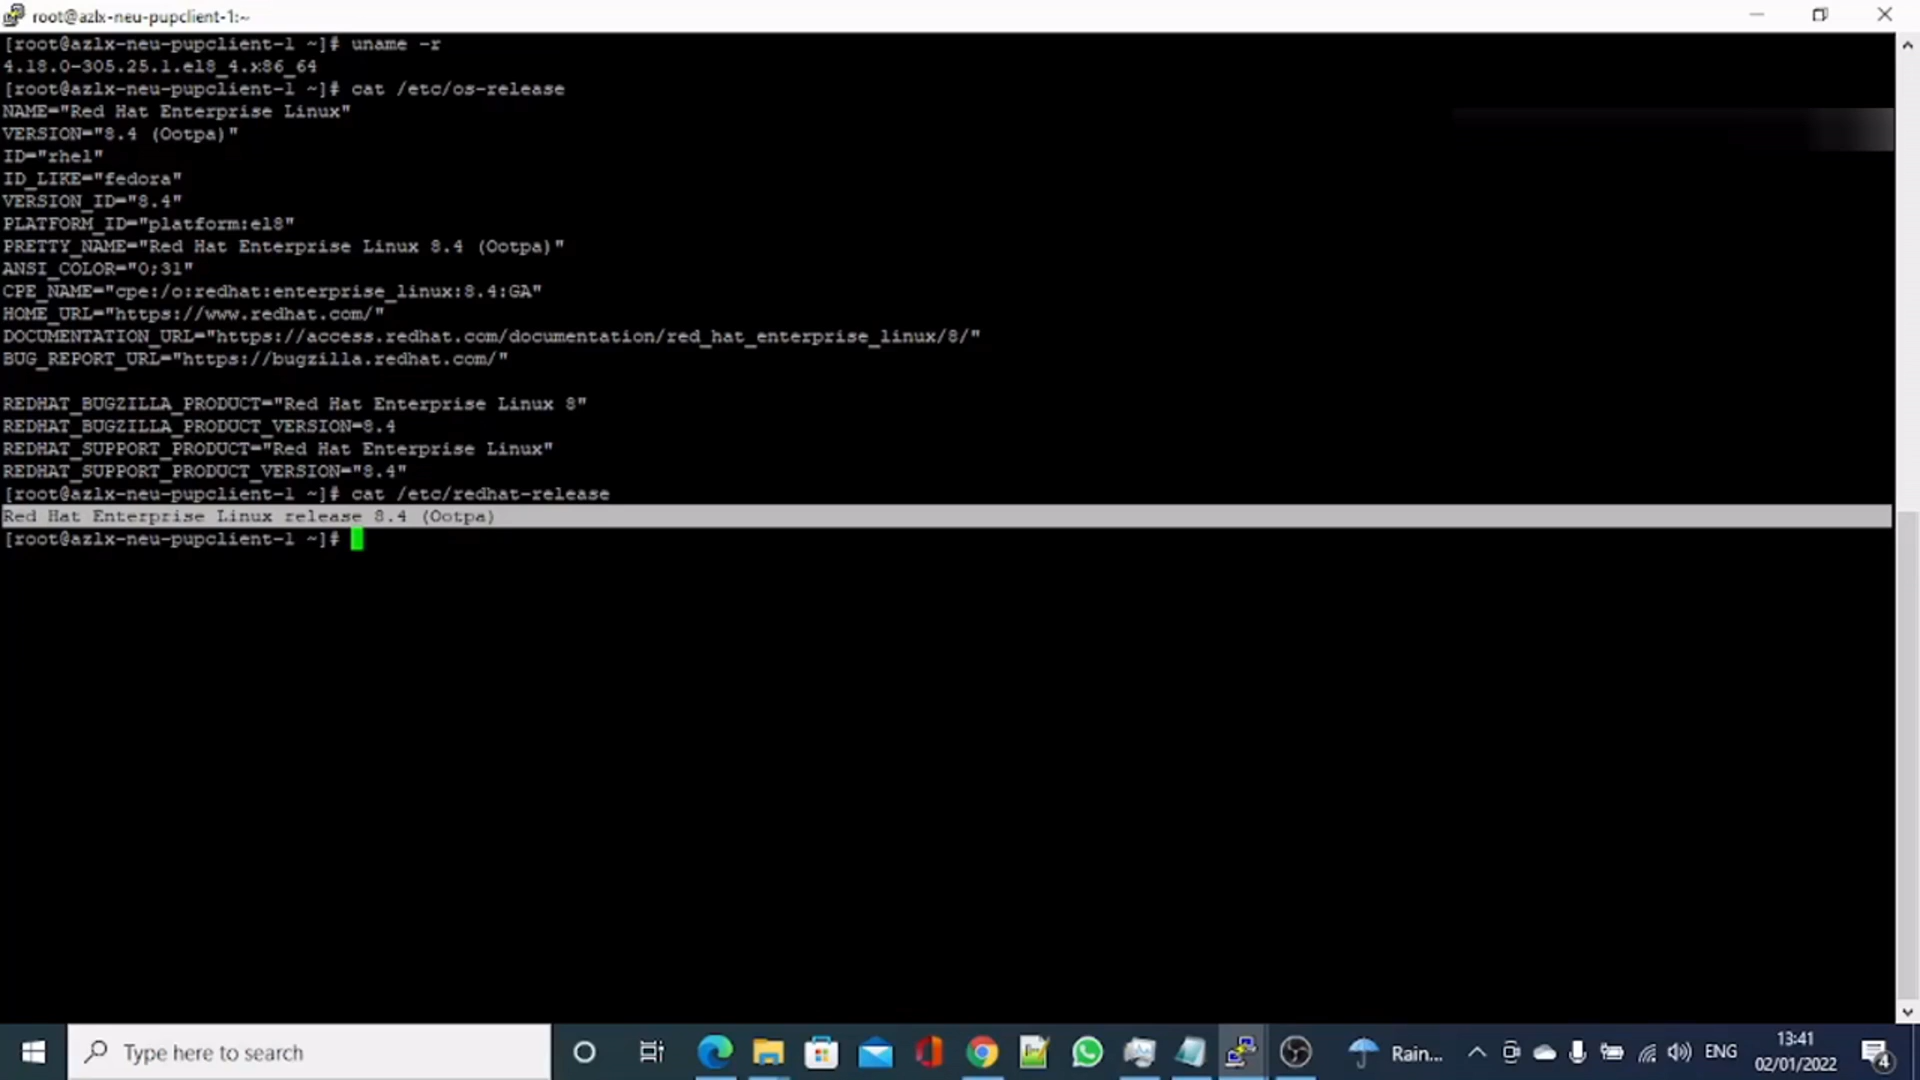 root@azlx-neu-pupclient-1:~
[root@azlx-neu-pupclient-1 ~]# uname -r
4.18.0-305.25.1.el8_4.x86_64
[root@azlx-neu-pupclient-1 ~]# cat /etc/os-release
NAME="Red Hat Enterprise Linux"
VERSION="8.4 (Ootpa)"
ID="rhel"
ID_LIKE="fedora"
VERSION_ID="8.4"
PLATFORM_ID="platform:el8"
PRETTY_NAME="Red Hat Enterprise Linux 8.4 (Ootpa)"
ANSI_COLOR="0;31"
CPE_NAME="cpe:/o:redhat:enterprise_linux:8.4:GA"
HOME_URL="https://www.redhat.com/"
DOCUMENTATION_URL="https://access.redhat.com/documentation/red_hat_enterprise_linux/8/"
BUG_REPORT_URL="https://bugzilla.redhat.com/"
REDHAT_BUGZILLA_PRODUCT="Red Hat Enterprise Linux 8"
REDHAT_BUGZILLA_PRODUCT_VERSION=8.4
REDHAT_SUPPORT_PRODUCT="Red Hat Enterprise Linux"
REDHAT_SUPPORT_PRODUCT_VERSION="8.4"
[root@azlx-neu-pupclient-1 ~]# cat /etc/redhat-release
Red Hat Enterprise Linux release 8.4 (Ootpa)
[root@azlx-neu-pupclient-1 ~]#
Type here to search
Rain...
ENG
13:41
02/01/2022
4